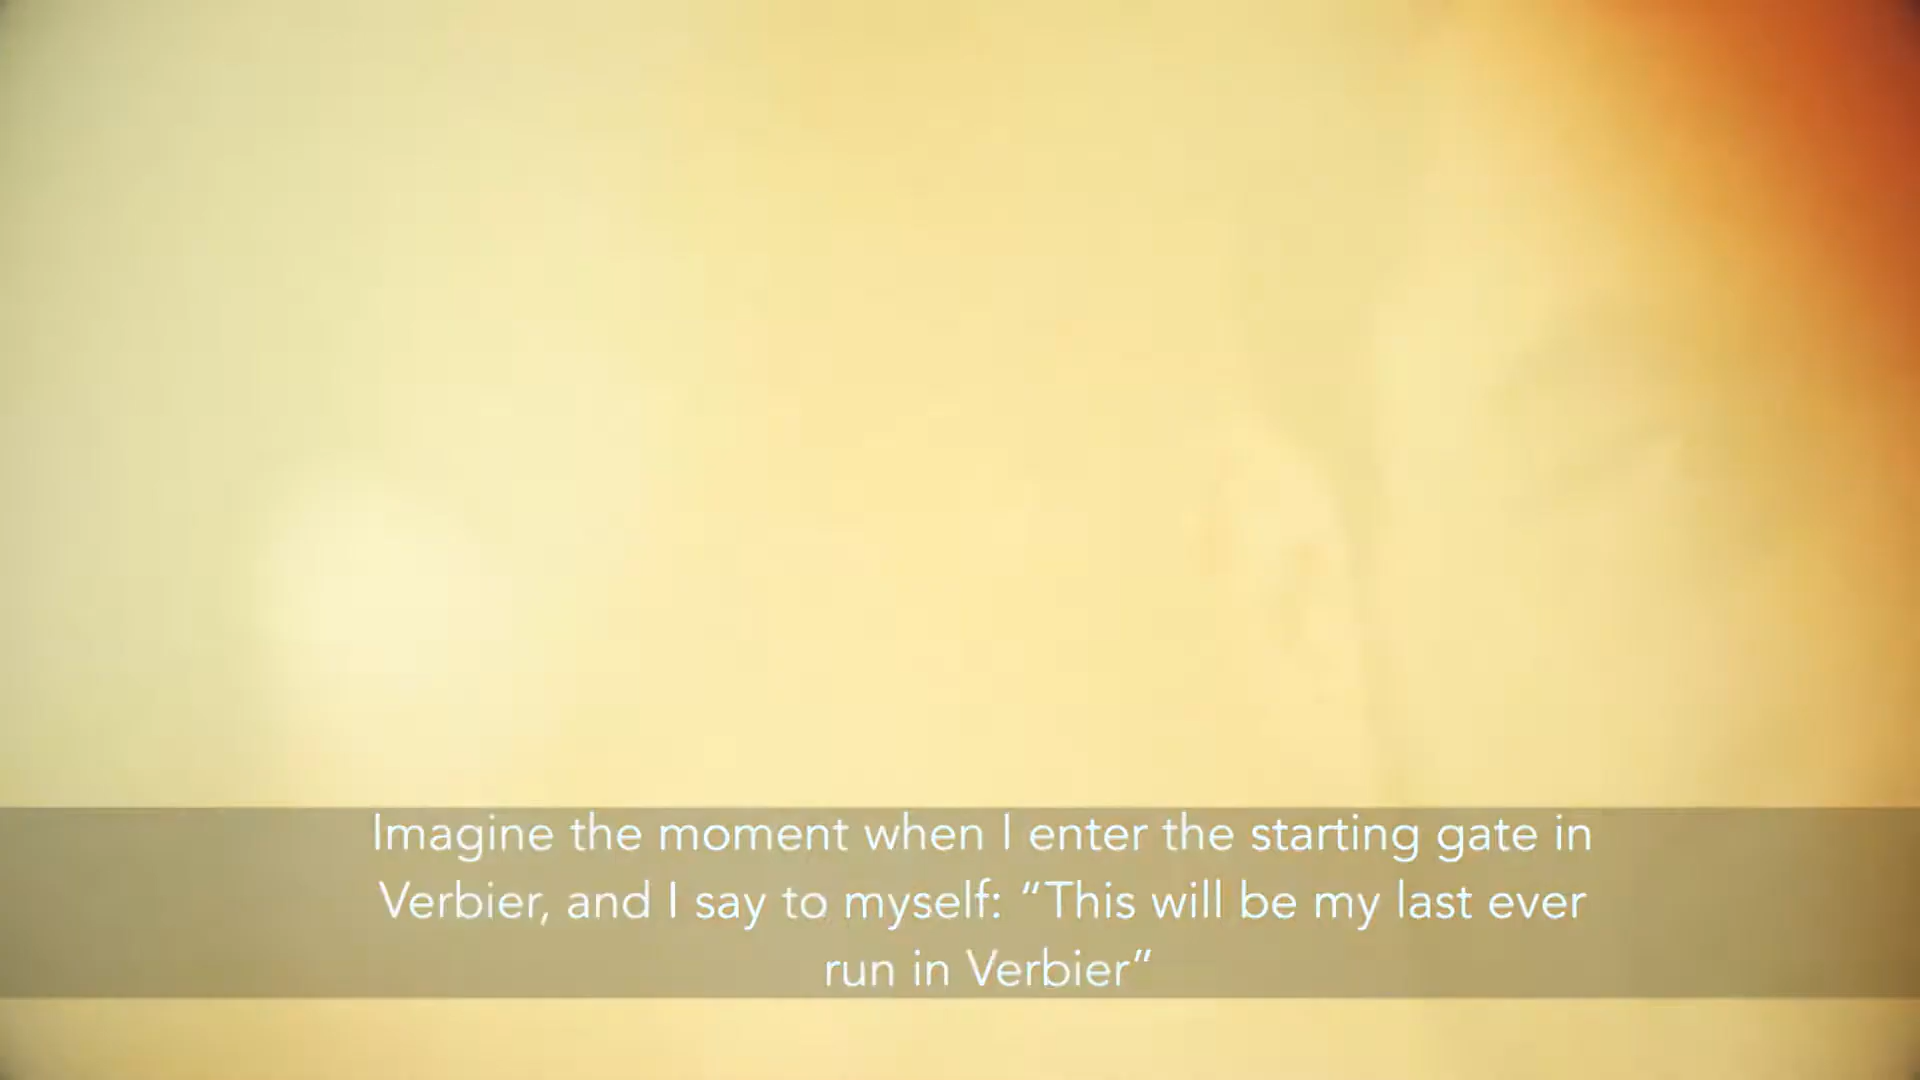 Imagine the moment when I enter the starting gate in
Verbier, and I say to myself: “This will be my last ever
run in Verbier”